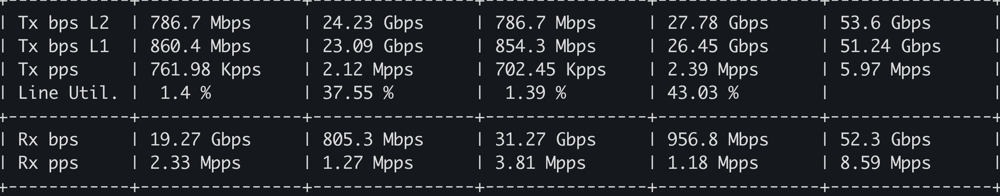 +------------+----------------+----------------+----------------+----------------+----------------+
| Tx bps L2  | 786.7 Mbps     | 24.23 Gbps     | 786.7 Mbps     | 27.78 Gbps     | 53.6 Gbps      |
| Tx bps L1  | 860.4 Mbps     | 23.09 Gbps     | 854.3 Mbps     | 26.45 Gbps     | 51.24 Gbps     |
| Tx pps     | 761.98 Kpps    | 2.12 Mpps      | 702.45 Kpps    | 2.39 Mpps      | 5.97 Mpps      |
| Line Util. |  1.4 %         | 37.55 %        |  1.39 %        | 43.03 %        |                |
+------------+----------------+----------------+----------------+----------------+----------------+
| Rx bps     | 19.27 Gbps     | 805.3 Mbps     | 31.27 Gbps     | 956.8 Mbps     | 52.3 Gbps      |
| Rx pps     | 2.33 Mpps      | 1.27 Mpps      | 3.81 Mpps      | 1.18 Mpps      | 8.59 Mpps      |
+------------+----------------+----------------+----------------+----------------+----------------+